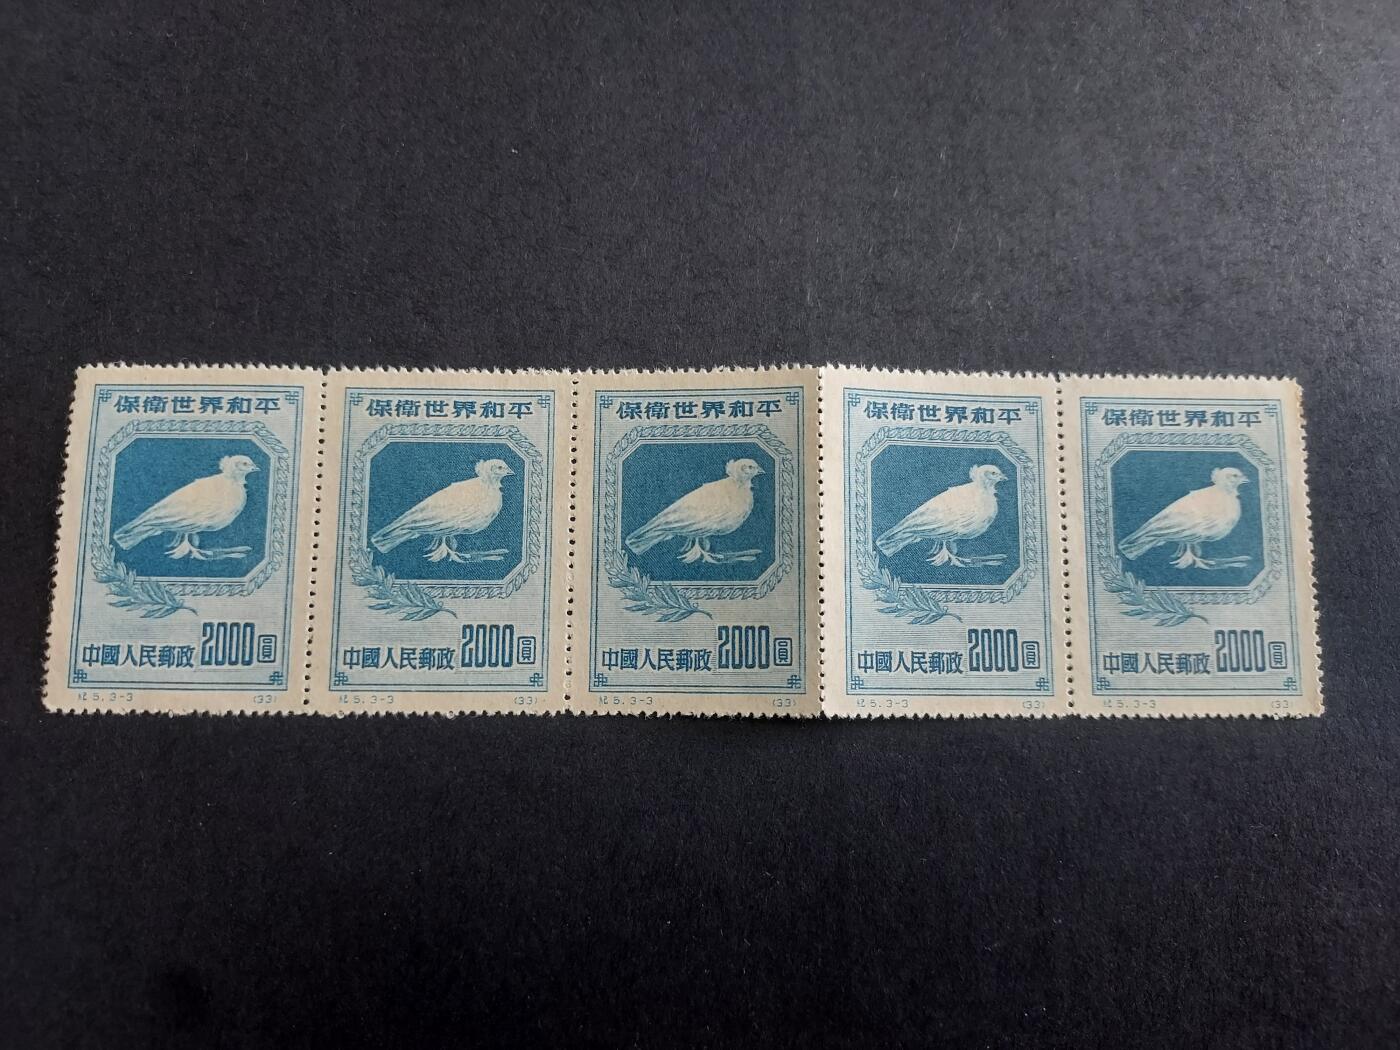 保衛世界和平 保衛世界和平 保衛世界和平 保衛世界和平 保衛世界和平
中國人民郵政 2000圓 中國人民郵政 2000圓 中國人民郵政 2000圓 中國人民郵政 2000圓 中國人民郵政 2000圓
紀5.3-3 (33) 紀5.3-3 (33) 紀5.3-3 (33) 紀5.3-3 (33) 紀5.3-3 (33)